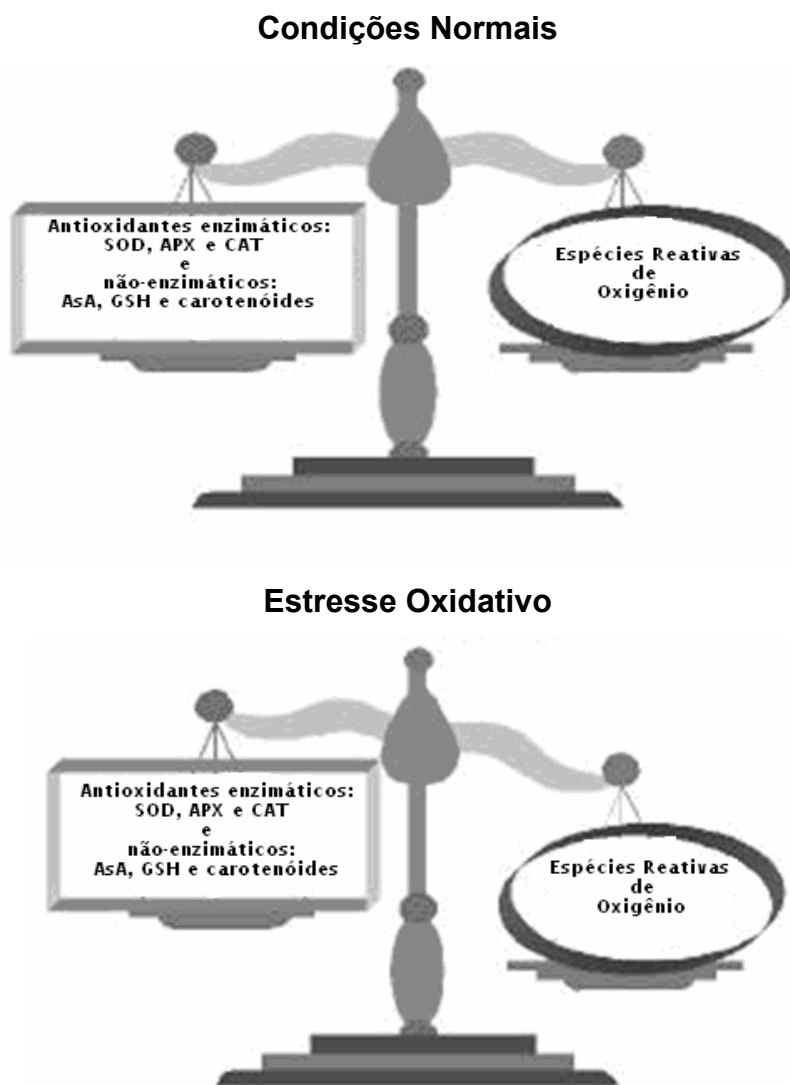 Condições Normais
Antioxidantes enzimáticos:
SOD, APX e CAT
e
não-enzimáticos:
AsA, GSH e carotenóides
Espécies Reativas
de
Oxigênio
Estresse Oxidativo
Antioxidantes enzimáticos:
SOD, APX e CAT
e
não-enzimáticos:
AsA, GSH e carotenóides
Espécies Reativas
de
Oxigênio